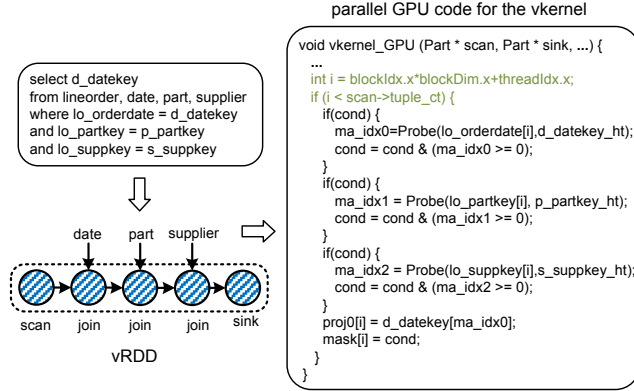 parallel GPU code for the vkernel
select d_datekey
from lineorder, date, part, supplier
where lo_orderdate = d_datekey
and lo_partkey = p_partkey
and lo_suppkey = s_suppkey
date part supplier
scan join join join sink
vRDD
void vkernel_GPU (Part * scan, Part * sink, ...) {
...
int i = blockIdx.x*blockDim.x+threadIdx.x;
if (i < scan->tuple_ct) {
if(cond) {
ma_idx0=Probe(lo_orderdate[i],d_datekey_ht);
cond = cond & (ma_idx0 >= 0);
}
if(cond) {
ma_idx1 = Probe(lo_partkey[i], p_partkey_ht);
cond = cond & (ma_idx1 >= 0);
}
if(cond) {
ma_idx2 = Probe(lo_suppkey[i],s_suppkey_ht);
cond = cond & (ma_idx2 >= 0);
}
proj0[i] = d_datekey[ma_idx0];
mask[i] = cond;
}
}